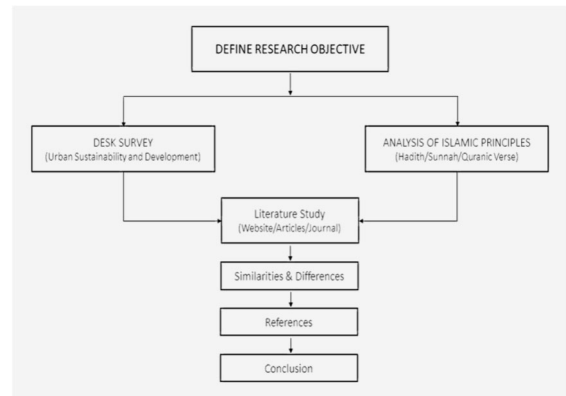 DEFINE RESEARCH OBJECTIVE
DESK SURVEY
(Urban Sustainability and Development)
ANALYSIS OF ISLAMIC PRINCIPLES
(Hadith/Sunnah/Quranic Verse)
Literature Study
(Website/Articles/Journal)
Similarities & Differences
References
Conclusion